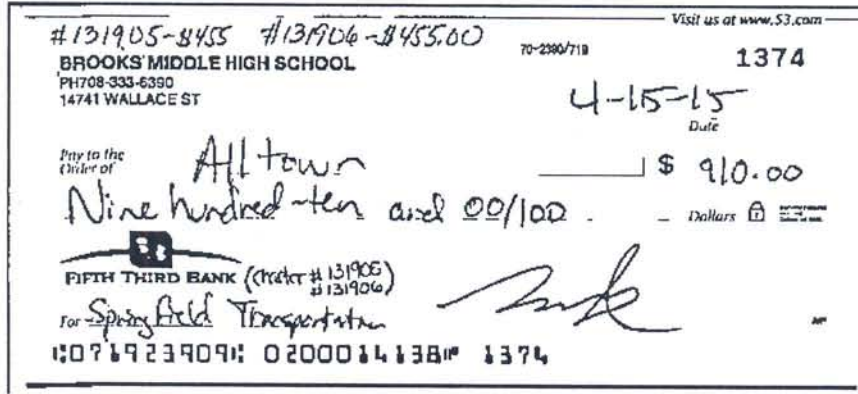 Visit us at www.53.com
#131905-$455 #131906-$455.00
70-2390/719
1374
BROOKS MIDDLE HIGH SCHOOL
PH708-333-6390
14741 WALLACE ST
4-15-15
Date
Pay to the
Order of Alltown $ 910.00
Nine hundred ten and 00/100 Dollars
FIFTH THIRD BANK (charter #131905
#131906)
For Springfield Transportation
⑆071923909⑆ 0200014138⑈ 1374